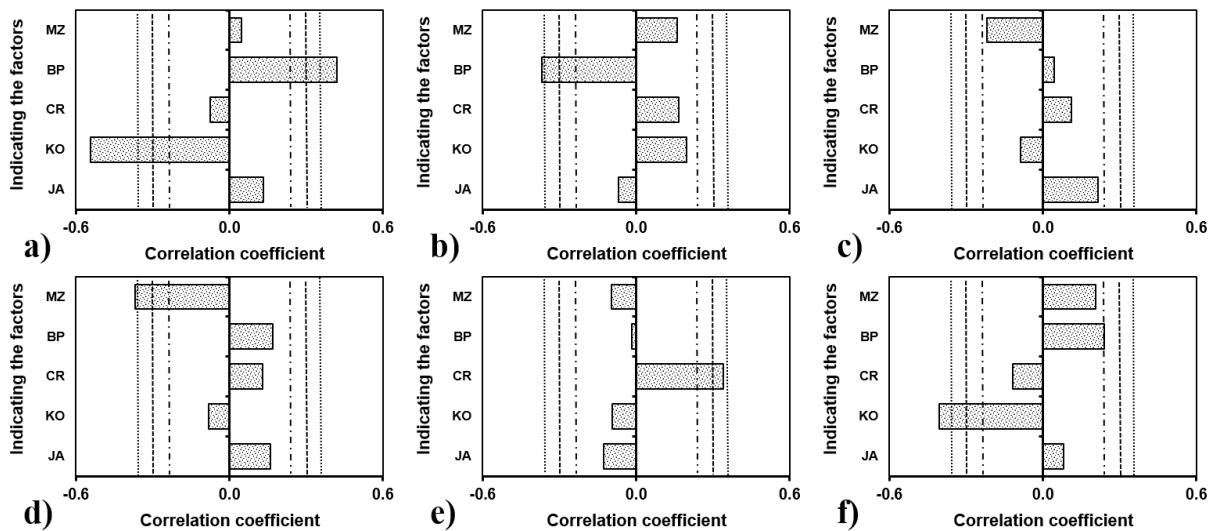 Indicating the factors
MZ
BP
CR
KO
JA
-0.6 0.0 0.6
a) Correlation coefficient
Indicating the factors
MZ
BP
CR
KO
JA
-0.6 0.0 0.6
b) Correlation coefficient
Indicating the factors
MZ
BP
CR
KO
JA
-0.6 0.0 0.6
c) Correlation coefficient
Indicating the factors
MZ
BP
CR
KO
JA
-0.6 0.0 0.6
d) Correlation coefficient
Indicating the factors
MZ
BP
CR
KO
JA
-0.6 0.0 0.6
e) Correlation coefficient
Indicating the factors
MZ
BP
CR
KO
JA
-0.6 0.0 0.6
f) Correlation coefficient